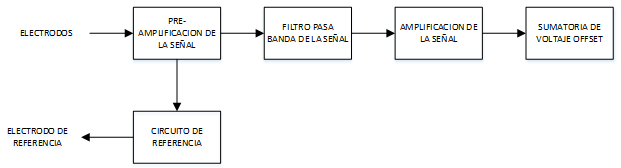 ELECTRODOS
PRE-
AMPLIFICACION DE
LA SEÑAL
FILTRO PASA
BANDA DE LA SEÑAL
AMPLIFICACION DE
LA SEÑAL
SUMATORIA DE
VOLTAJE OFFSET
ELECTRODO DE
REFERENCIA
CIRCUITO DE
REFERENCIA